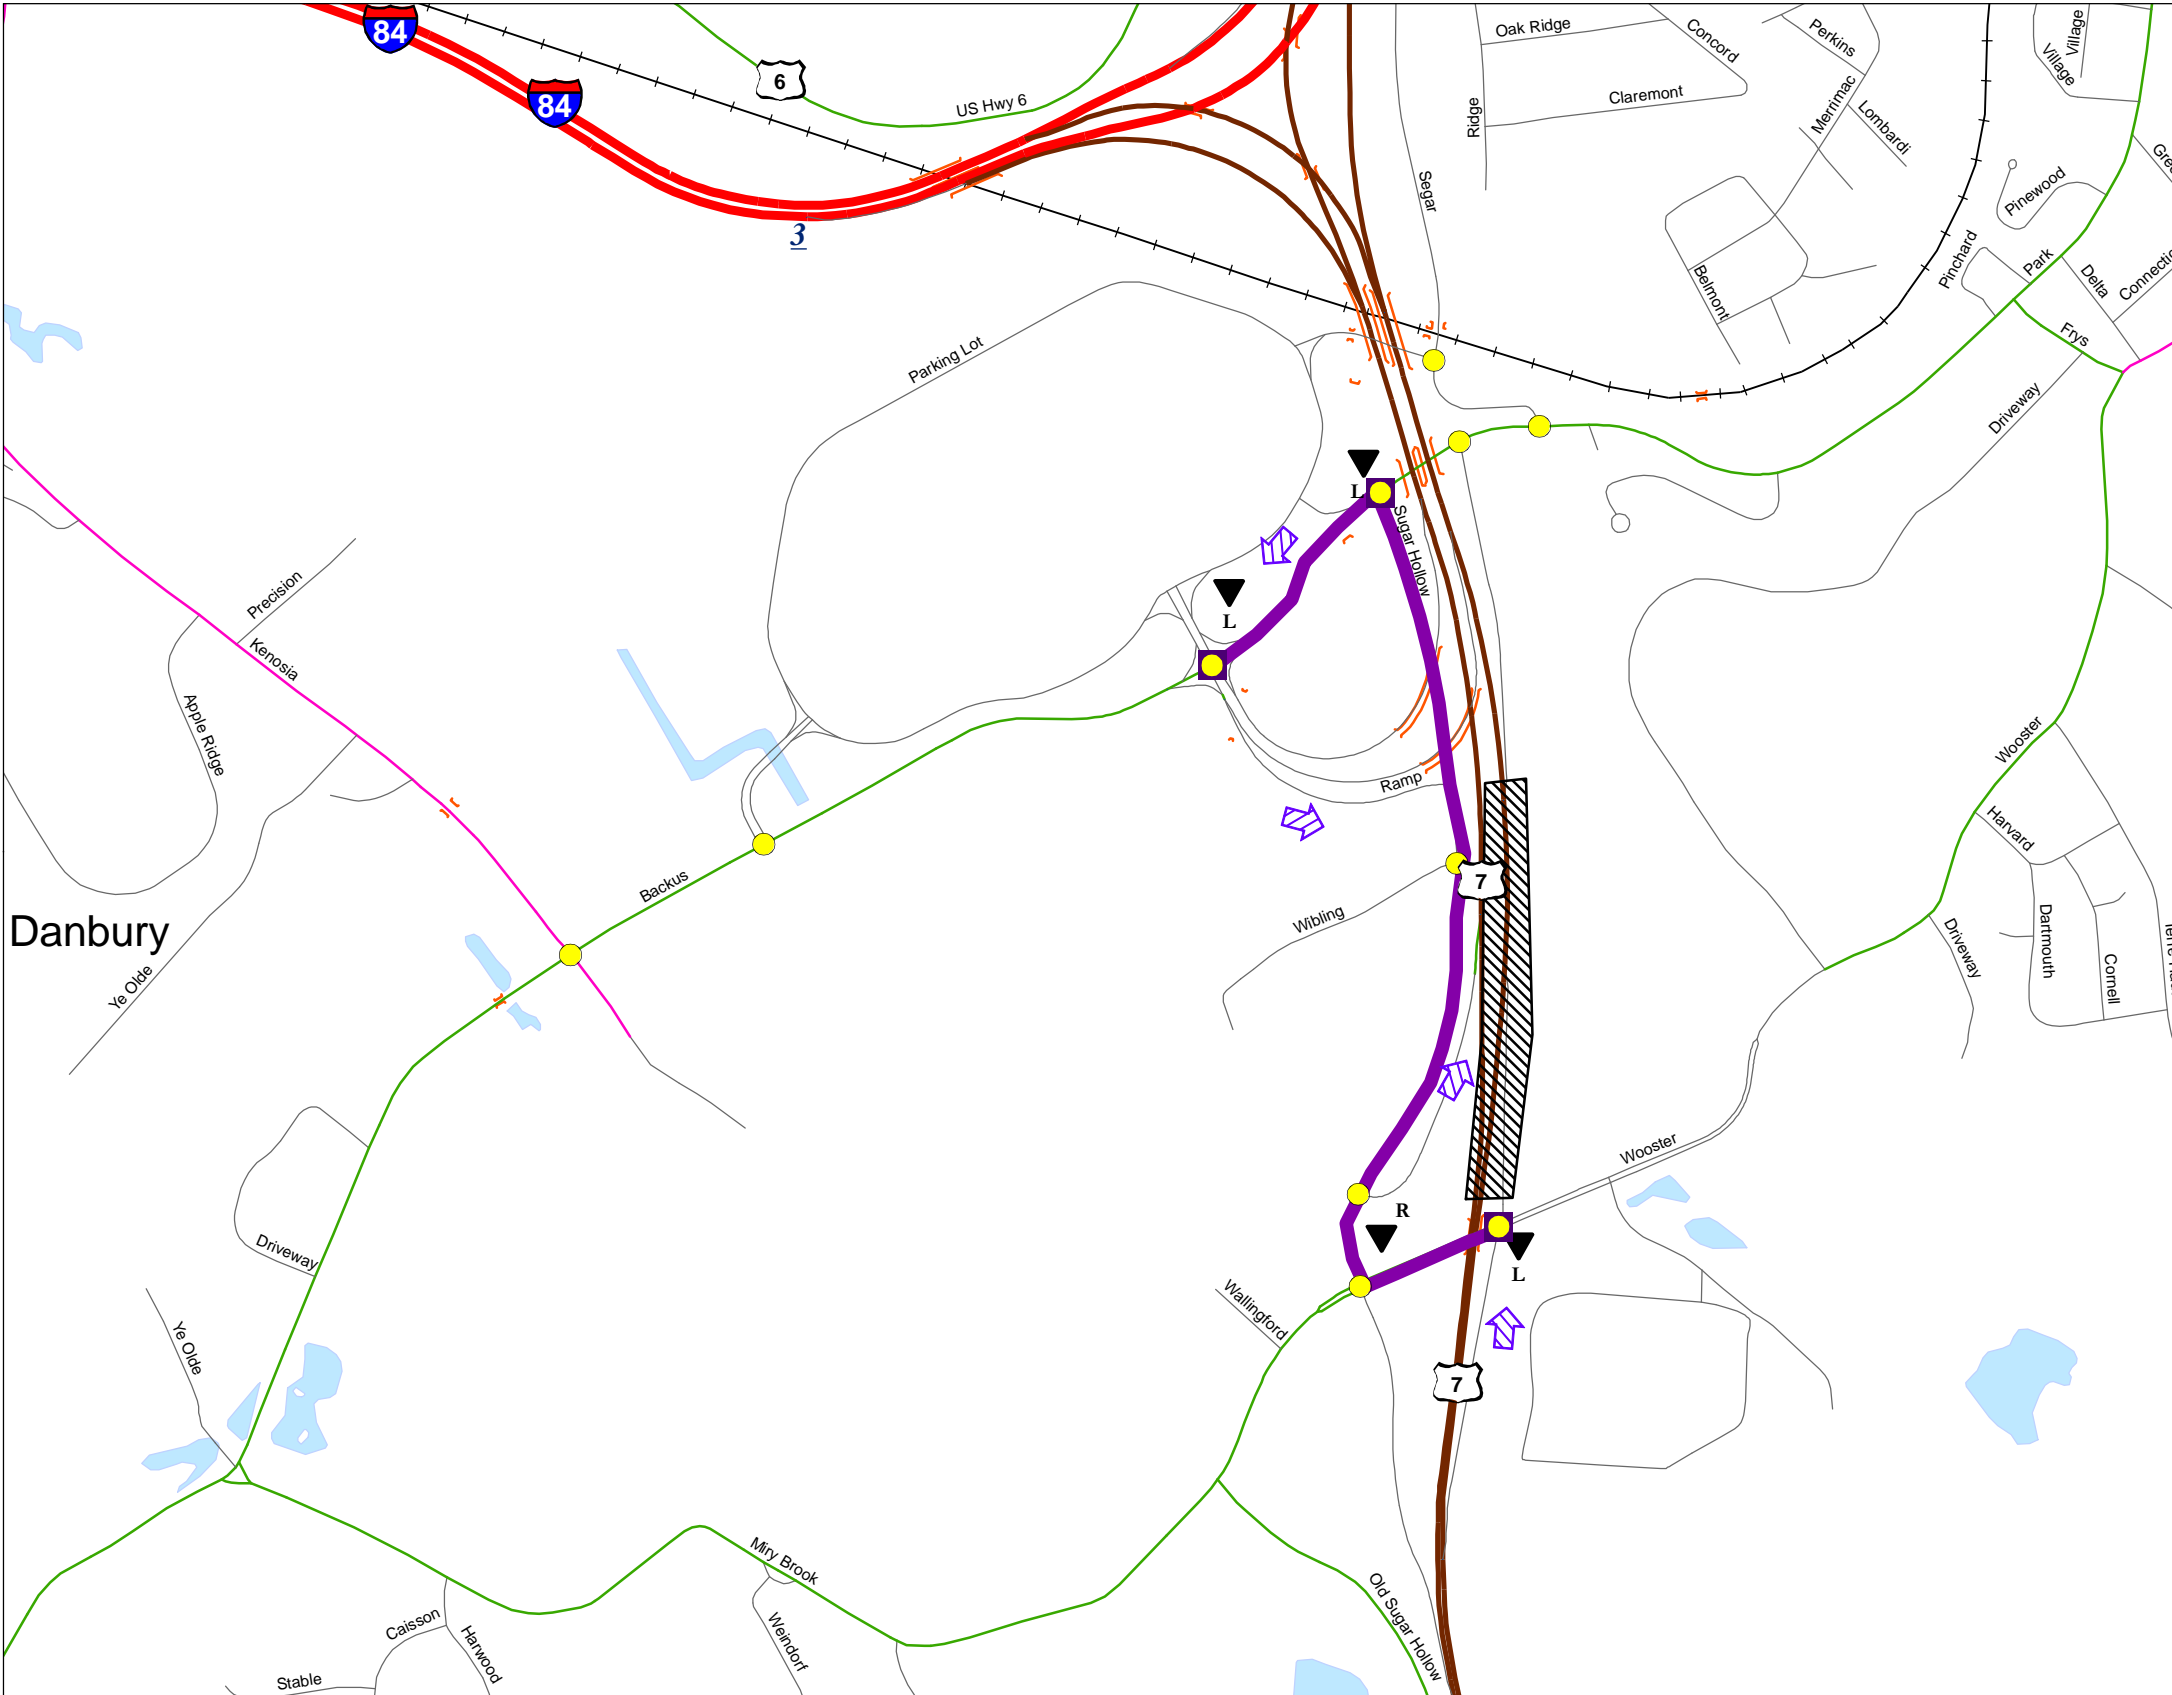 84
84
6
US Hwy 6
3
Oak Ridge
Concord
Perkins
Village
Village
Ridge
Claremont
Merrimac
Lombardi
Segar
Pinewood
Belmont
Pinchard
Park
Delta
Frys
Parking Lot
Driveway
L
Sugar Hollow
L
Precision
Kenosia
Apple Ridge
Ramp
Wooster
Harvard
7
Backus
Wibling
Danbury
Dartmouth
Driveway
Cornell
Ye Olde
Wooster
R
Driveway
L
Wallingford
Ye Olde
7
Miry Brook
Old Sugar Hollow
Caisson
Harwood
Weindorf
Stable